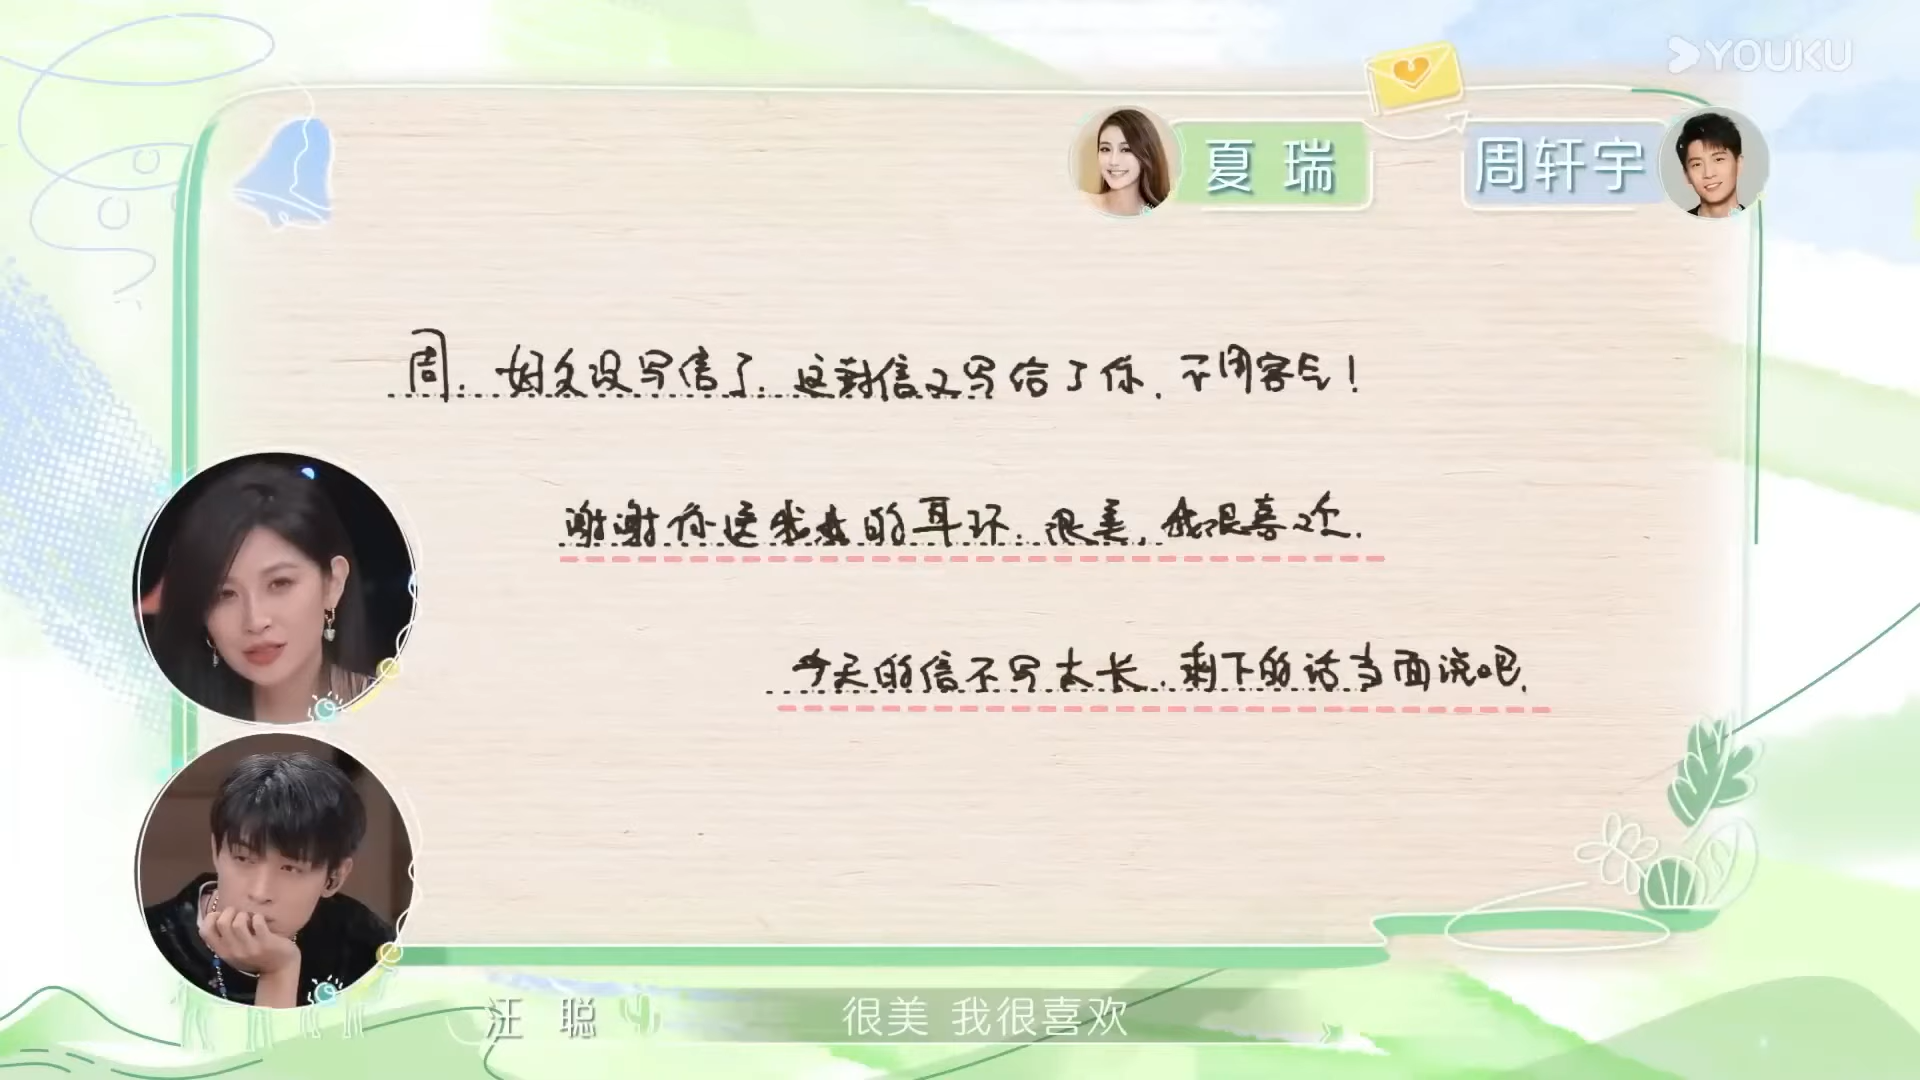 YOUKU
夏瑞
周轩宇
周.好久没写信了.这封信又写给了你.不用客气!
谢谢你送我的耳环.很美,我很喜欢.
今天的信不写太长.剩下的话当面说吧.
汪聪
很美 我很喜欢